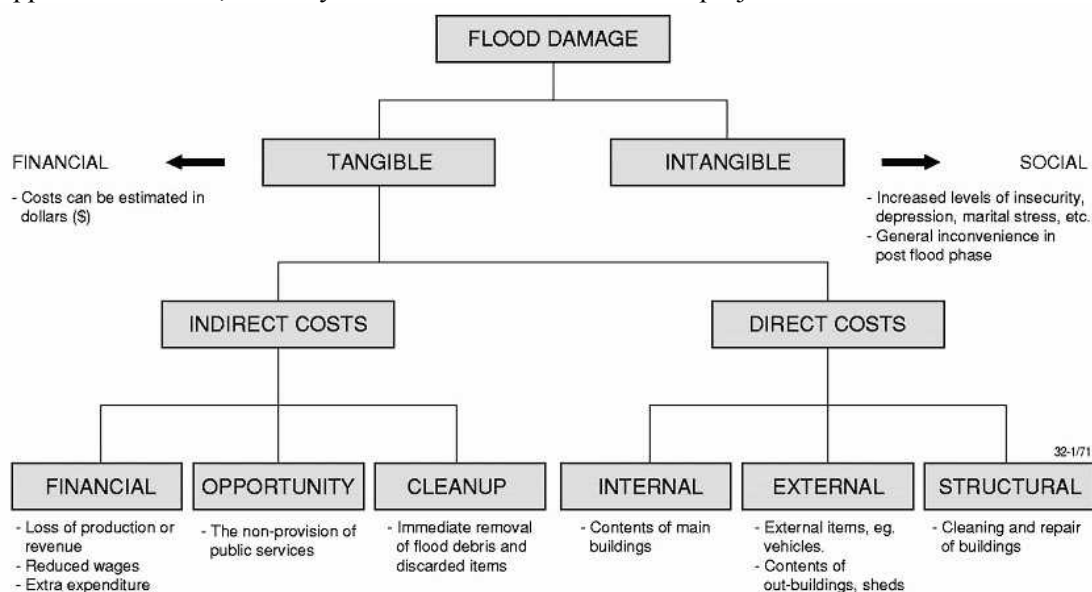 FLOOD DAMAGE
FINANCIAL
- Costs can be estimated in
dollars ($)
TANGIBLE
INTANGIBLE
SOCIAL
- Increased levels of insecurity,
depression, marital stress, etc.
- General inconvenience in
post flood phase
INDIRECT COSTS
DIRECT COSTS
32-1/71
FINANCIAL
- Loss of production or
revenue
- Reduced wages
- Extra expenditure
OPPORTUNITY
- The non-provision of
public services
CLEANUP
- Immediate removal
of flood debris and
discarded items
INTERNAL
- Contents of main
buildings
EXTERNAL
- External items, eg.
vehicles.
- Contents of
out-buildings, sheds
STRUCTURAL
- Cleaning and repair
of buildings